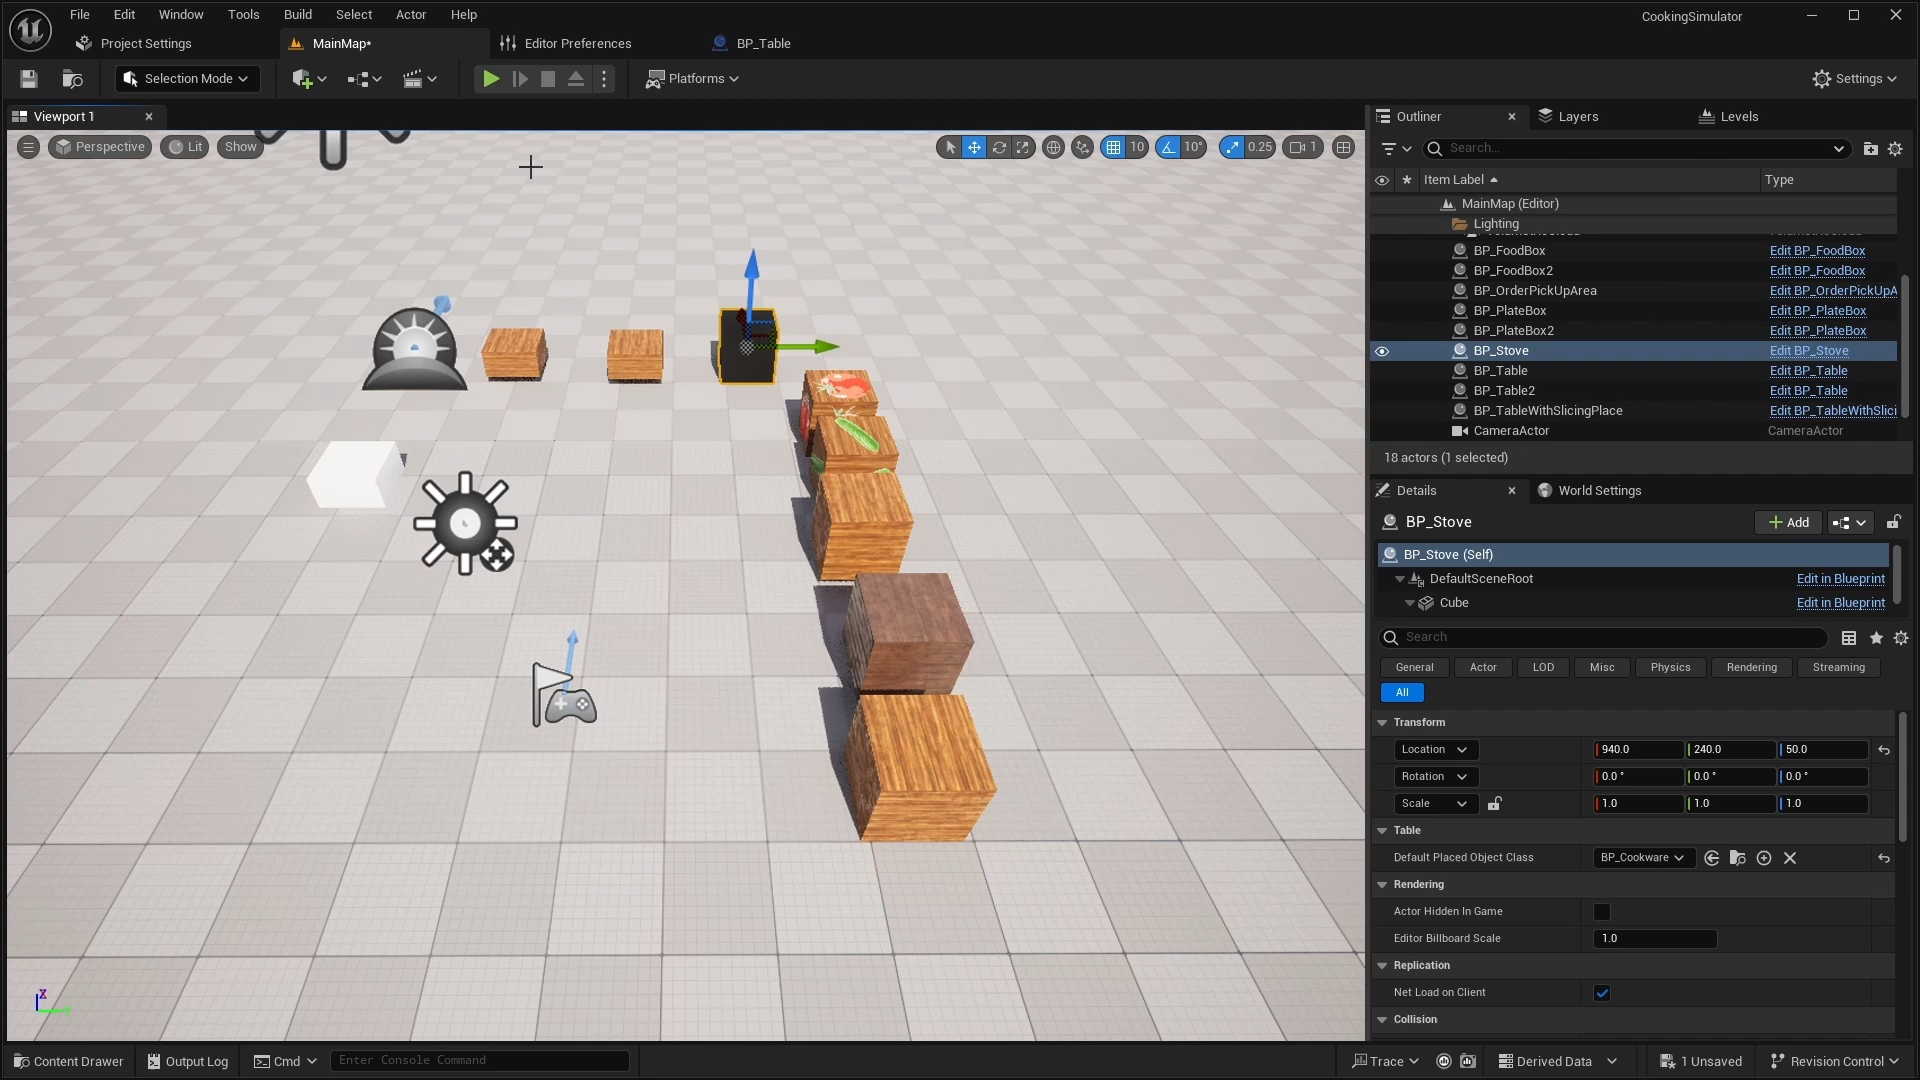 File Edit Window Tools Build Select Actor Help
CookingSimulator
Project Settings
MainMap*
Editor Preferences
BP_Table
Selection Mode
Platforms
Settings
Viewport 1
Perspective
Lit
Show
10
10°
0.25
1
Outliner
Layers
Levels
Search...
Item Label
Type
MainMap (Editor)
Lighting
BP_FoodBox Edit BP_FoodBox
BP_FoodBox2 Edit BP_FoodBox
BP_OrderPickUpArea Edit BP_OrderPickUpA
BP_PlateBox Edit BP_PlateBox
BP_PlateBox2 Edit BP_PlateBox
BP_Stove Edit BP_Stove
BP_Table Edit BP_Table
BP_Table2 Edit BP_Table
BP_TableWithSlicingPlace Edit BP_TableWithSlici
CameraActor CameraActor
18 actors (1 selected)
Details
World Settings
BP_Stove
Add
BP_Stove (Self)
DefaultSceneRoot Edit in Blueprint
Cube Edit in Blueprint
Search
General Actor LOD Misc Physics Rendering Streaming
All
Transform
Location 940.0 240.0 50.0
Rotation 0.0 ° 0.0 ° 0.0 °
Scale 1.0 1.0 1.0
Table
Default Placed Object Class BP_Cookware
Rendering
Actor Hidden In Game
Editor Billboard Scale 1.0
Replication
Net Load on Client
Collision
Z
Content Drawer
Output Log
Cmd
Enter Console Command
Trace
Derived Data
1 Unsaved
Revision Control